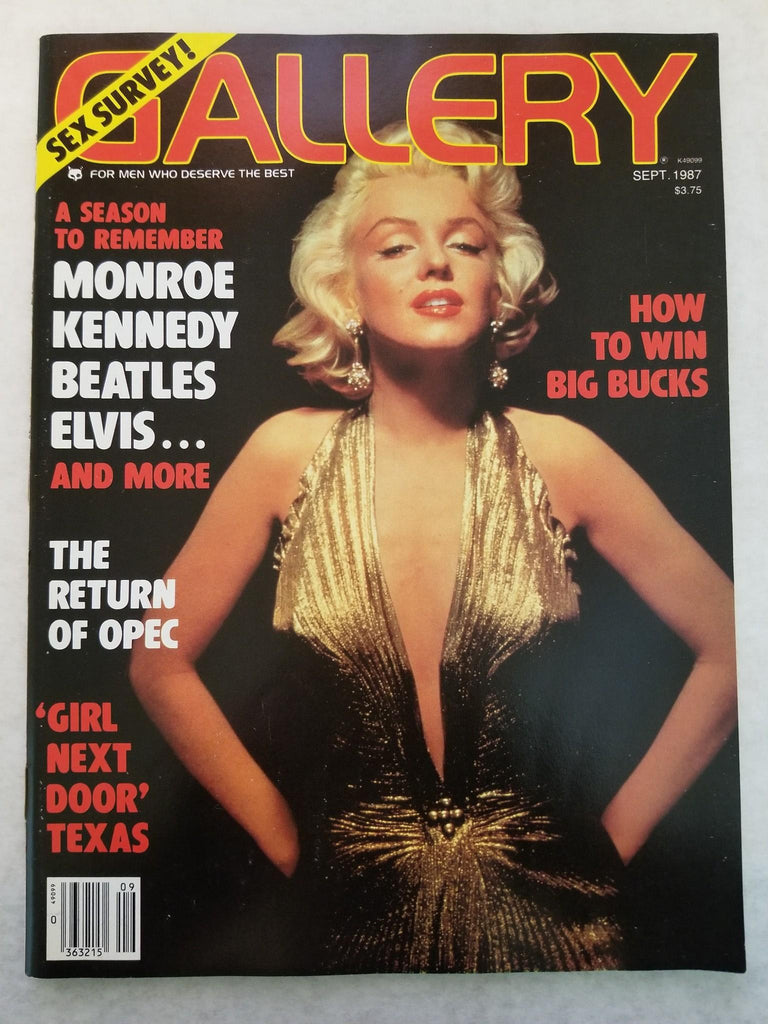 SEX SURVEY!
GALLERY
FOR MEN WHO DESERVE THE BEST
® K49099
SEPT. 1987
$3.75
A SEASON
TO REMEMBER
MONROE
KENNEDY
BEATLES
ELVIS...
AND MORE
HOW
TO WIN
BIG BUCKS
THE
RETURN
OF OPEC
‘GIRL
NEXT
DOOR’
TEXAS
49099
09
0
363215